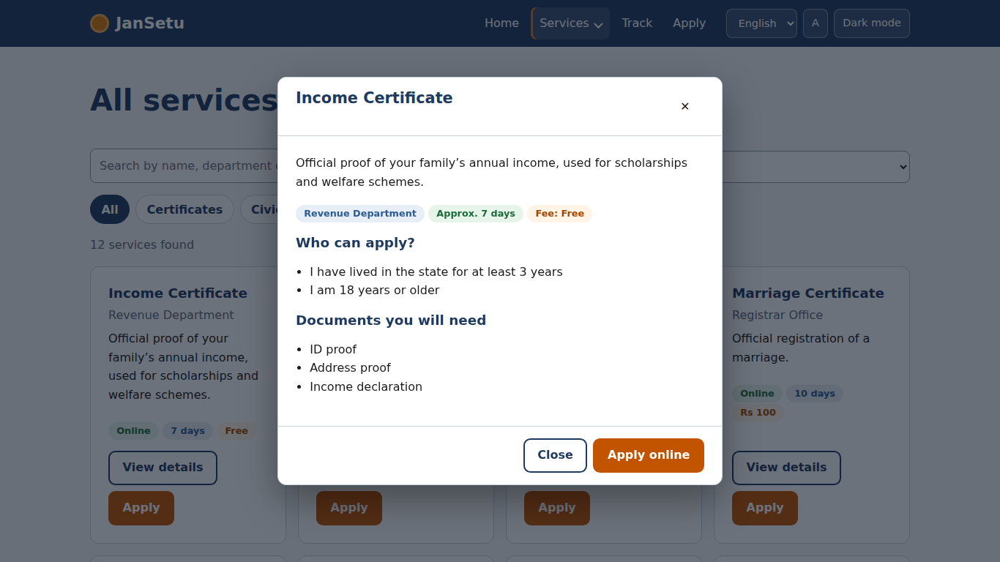 JanSetu
Home Services Track Apply English A Dark mode
All services
Search by name, department
All Certificates
12 services found
Income Certificate
✕
Official proof of your family’s annual income, used for scholarships
and welfare schemes.
Revenue Department Approx. 7 days Fee: Free
Who can apply?
• I have lived in the state for at least 3 years
• I am 18 years or older
Documents you will need
• ID proof
• Address proof
• Income declaration
Close Apply online
Income Certificate
Revenue Department
Official proof of your
family’s annual income,
used for scholarships and
welfare schemes.
Online 7 days Free
View details
Apply
Apply
Apply
Marriage Certificate
Registrar Office
Official registration of a
marriage.
Online 10 days
Rs 100
View details
Apply